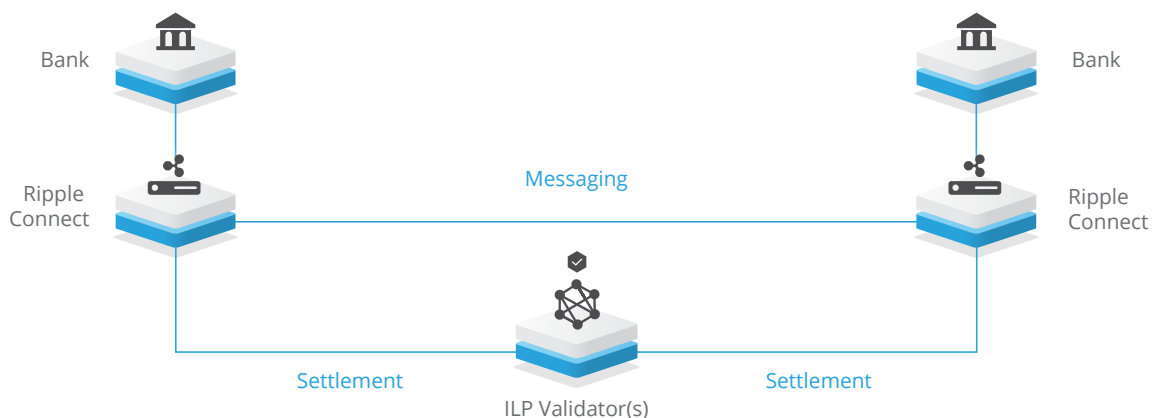 Bank
Bank
Ripple
Connect
Messaging
Ripple
Connect
Settlement
Settlement
ILP Validator(s)